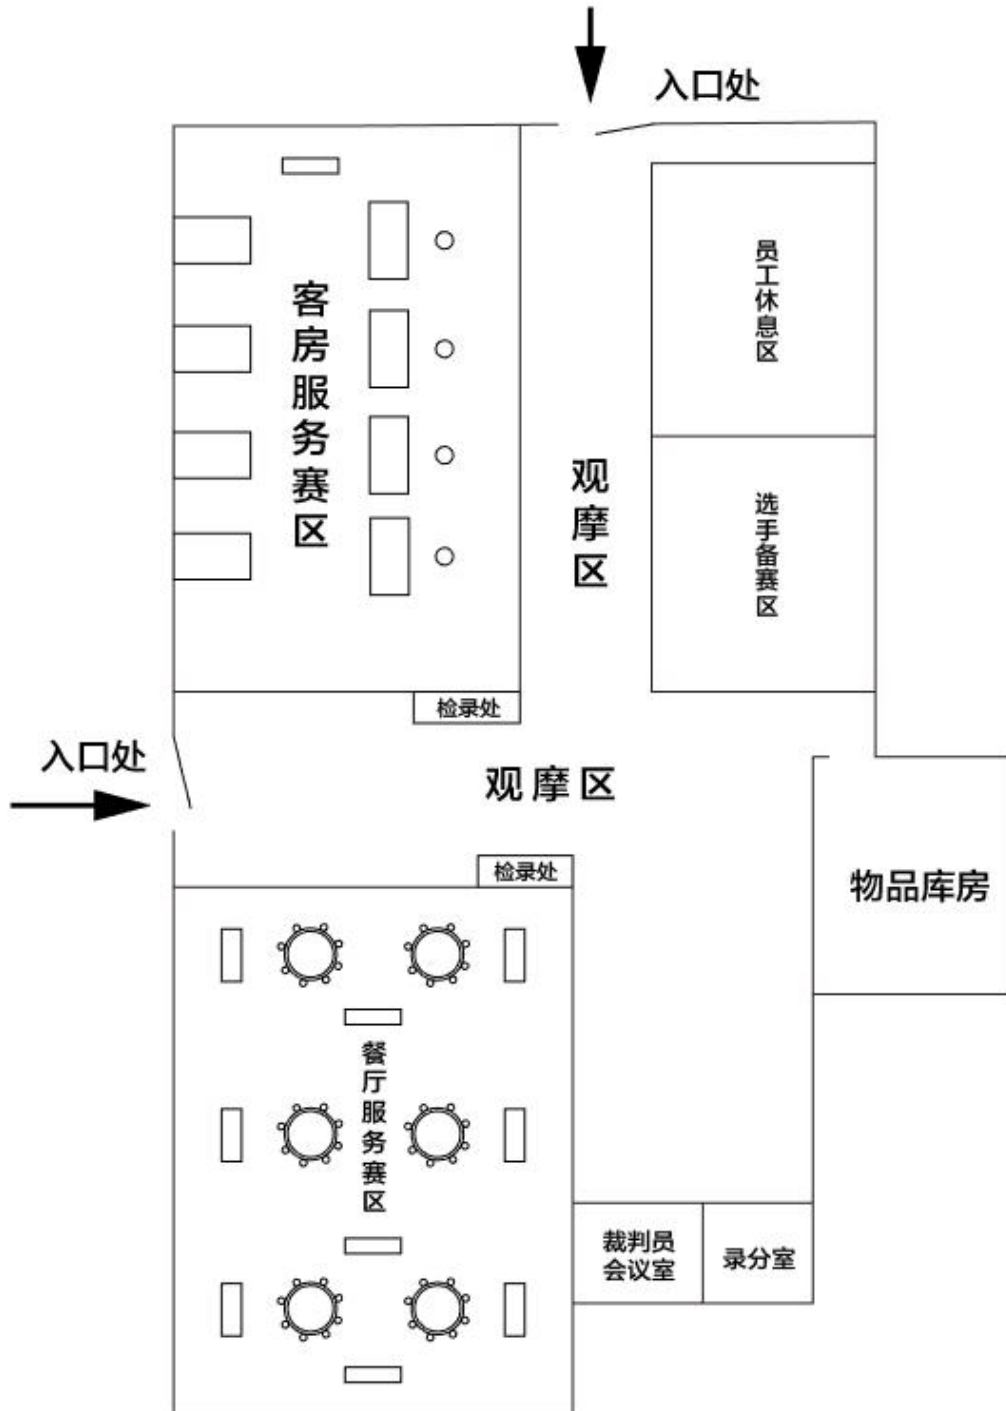 入口处
员工休息区
客房服务赛区
观摩区
选手备赛区
检录处
入口处
观摩区
检录处
物品库房
餐厅服务赛区
裁判员
会议室
录分室